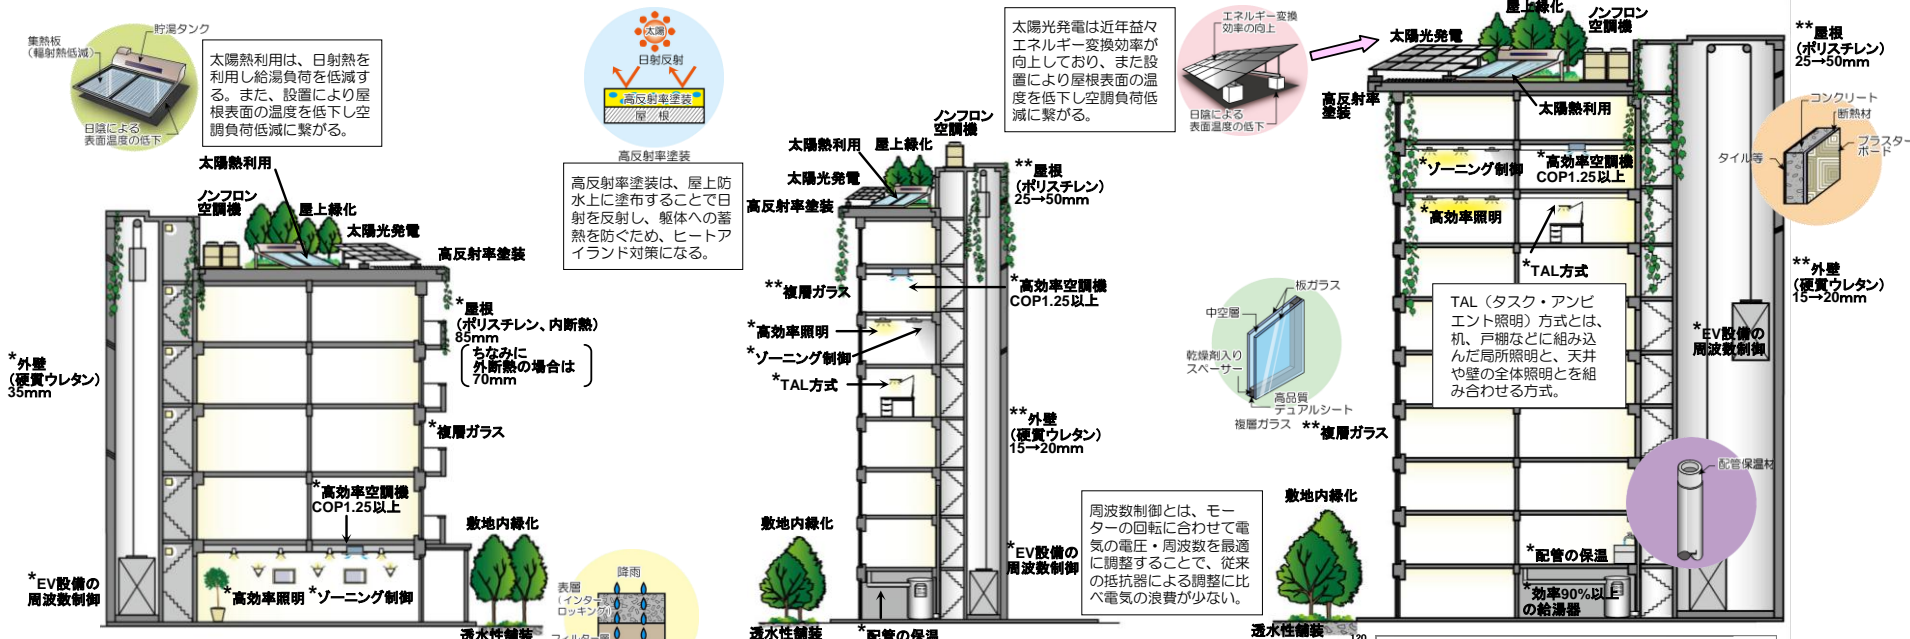 集熱板
(輻射熱低減)
貯湯タンク
日陰による
表面温度の低下
太陽熱利用は、日射熱を
利用し給湯負荷を低減す
る。また、設置により屋
根表面の温度を低下し空
調負荷低減に繋がる。
太陽熱利用
ノンフロン
空調機
屋上緑化
太陽光発電
高反射率塗装
*屋根
(ポリスチレン、内断熱)
85mm
ちなみに
外断熱の場合は
70mm
*外壁
(硬質ウレタン)
35mm
*複層ガラス
*高効率空調機
COP1.25以上
敷地内緑化
*EV設備の
周波数制御
*高効率照明
*ゾーニング制御
透水性舗装
降雨
表層
(インター
ロッキング)
フィルター層
太陽
日射反射
高反射率塗装
屋 根
高反射率塗装
高反射率塗装は、屋上防
水上に塗布することで日
射を反射し、躯体への蓄
熱を防ぐため、ヒートア
イランド対策になる。
ノンフロン
空調機
太陽熱利用
屋上緑化
太陽光発電
高反射率塗装
**屋根
(ポリスチレン)
25→50mm
**複層ガラス
*高効率空調機
COP1.25以上
*高効率照明
*ゾーニング制御
*TAL方式
**外壁
(硬質ウレタン)
15→20mm
敷地内緑化
*EV設備の
周波数制御
透水性舗装
*配管の保温
太陽光発電は近年益々
エネルギー変換効率が
向上しており、また設
置により屋根表面の温
度を低下し空調負荷低
減に繋がる。
エネルギー変換
効率の向上
日陰による
表面温度の低下
板ガラス
中空層
乾燥剤入り
スペーサー
高品質
デュアルシート
複層ガラス
**複層ガラス
周波数制御とは、モー
ターの回転に合わせて電
気の電圧・周波数を最適
に調整することで、従来
の抵抗器による調整に比
べ電気の浪費が少ない。
屋上緑化
ノンフロン
空調機
太陽光発電
太陽熱利用
高反射率
塗装
**屋根
(ポリスチレン)
25→50mm
コンクリート
断熱材
プラスター
ボード
タイル等
*ゾーニング制御
*高効率空調機
COP1.25以上
*高効率照明
*TAL方式
**外壁
(硬質ウレタン)
15→20mm
TAL(タスク・アンビ
エント照明)方式とは、
机、戸棚などに組み込
んだ局所照明と、天井
や壁の全体照明とを組
み合わせる方式。
*EV設備の
周波数制御
配管保温材
敷地内緑化
*配管の保温
*効率90%以上
の給湯器
透水性舗装
120